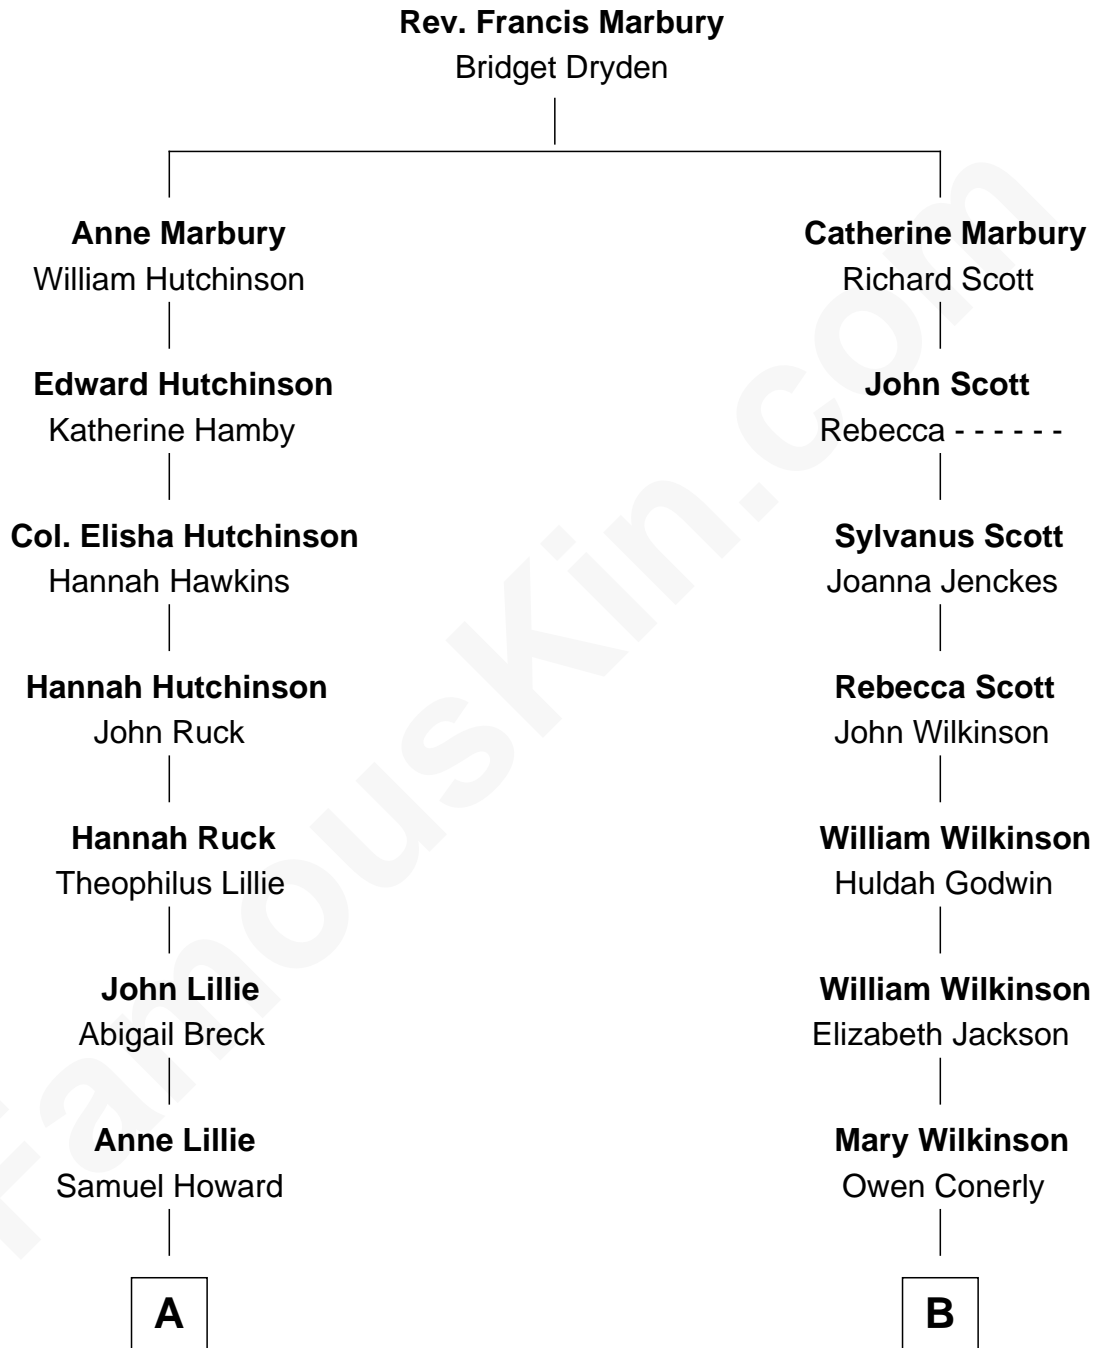 Rev. Francis Marbury
Bridget Dryden
Anne Marbury
William Hutchinson
Catherine Marbury
Richard Scott
Edward Hutchinson
Katherine Hamby
John Scott
Rebecca - - - - - -
Col. Elisha Hutchinson
Hannah Hawkins
Sylvanus Scott
Joanna Jenckes
Hannah Hutchinson
John Ruck
Rebecca Scott
John Wilkinson
Hannah Ruck
Theophilus Lillie
William Wilkinson
Huldah Godwin
John Lillie
Abigail Breck
William Wilkinson
Elizabeth Jackson
Anne Lillie
Samuel Howard
Mary Wilkinson
Owen Conerly
A
B
FamousKin.com